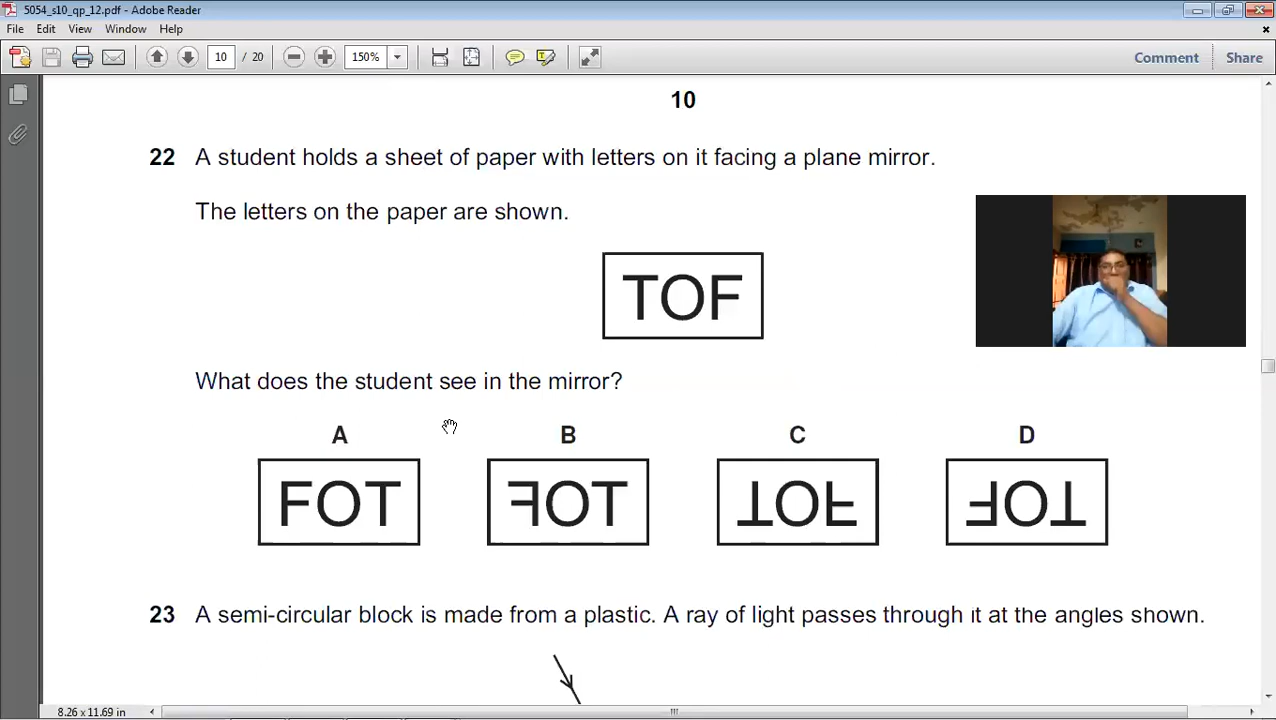 5054_s10_qp_12.pdf - Adobe Reader
File Edit View Window Help
10 / 20 150% Comment Share
10
22 A student holds a sheet of paper with letters on it facing a plane mirror.
The letters on the paper are shown.
TOF
What does the student see in the mirror?
A B C D
FOT ꟻOT ⊥OℲ ℲO⊥
23 A semi-circular block is made from a plastic. A ray of light passes through it at the angles shown.
8.26 x 11.69 in